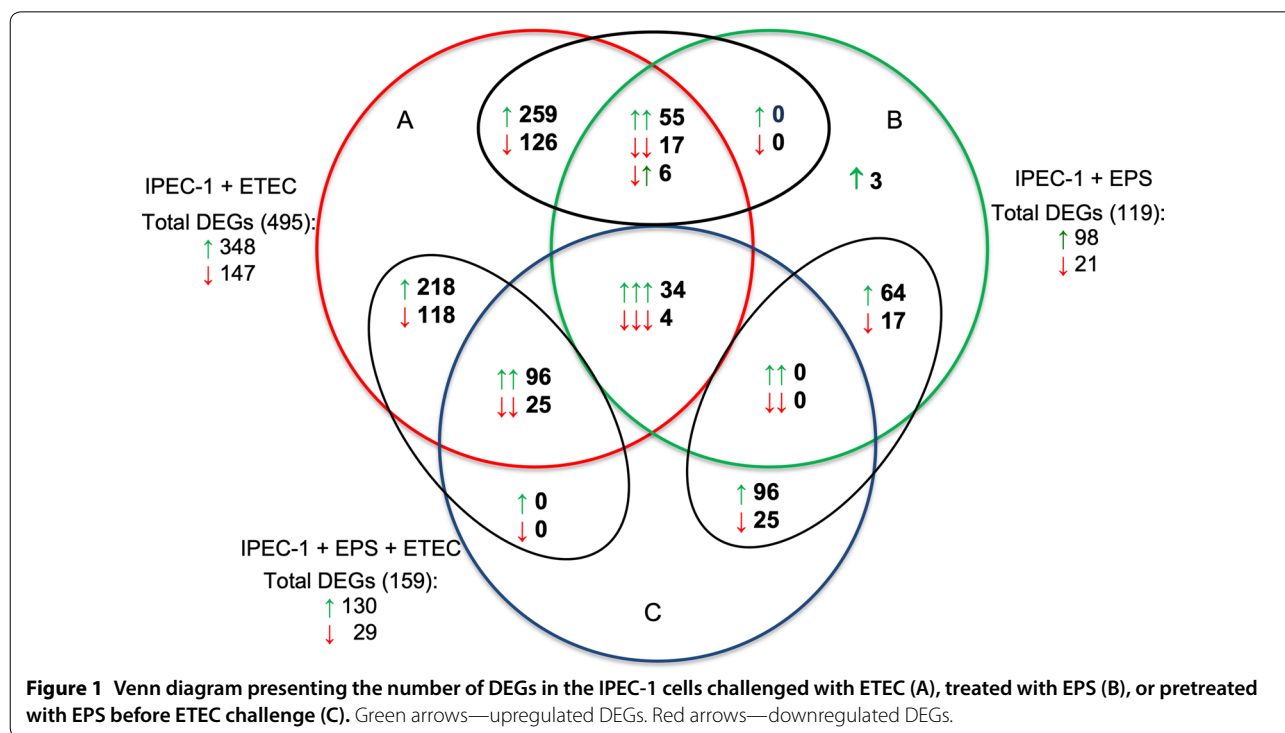 A
B
C
↑ 259
↓ 126
↑↑ 55
↓↓ 17
↓↑ 6
↑ 0
↓ 0
↑ 3
IPEC-1 + ETEC
Total DEGs (495):
↑ 348
↓ 147
IPEC-1 + EPS
Total DEGs (119):
↑ 98
↓ 21
↑ 218
↓ 118
↑↑↑ 34
↓↓↓ 4
↑ 64
↓ 17
↑↑ 96
↓↓ 25
↑↑ 0
↓↓ 0
↑ 0
↓ 0
↑ 96
↓ 25
IPEC-1 + EPS + ETEC
Total DEGs (159):
↑ 130
↓ 29
Figure 1 Venn diagram presenting the number of DEGs in the IPEC-1 cells challenged with ETEC (A), treated with EPS (B), or pretreated
with EPS before ETEC challenge (C). Green arrows—upregulated DEGs. Red arrows—downregulated DEGs.